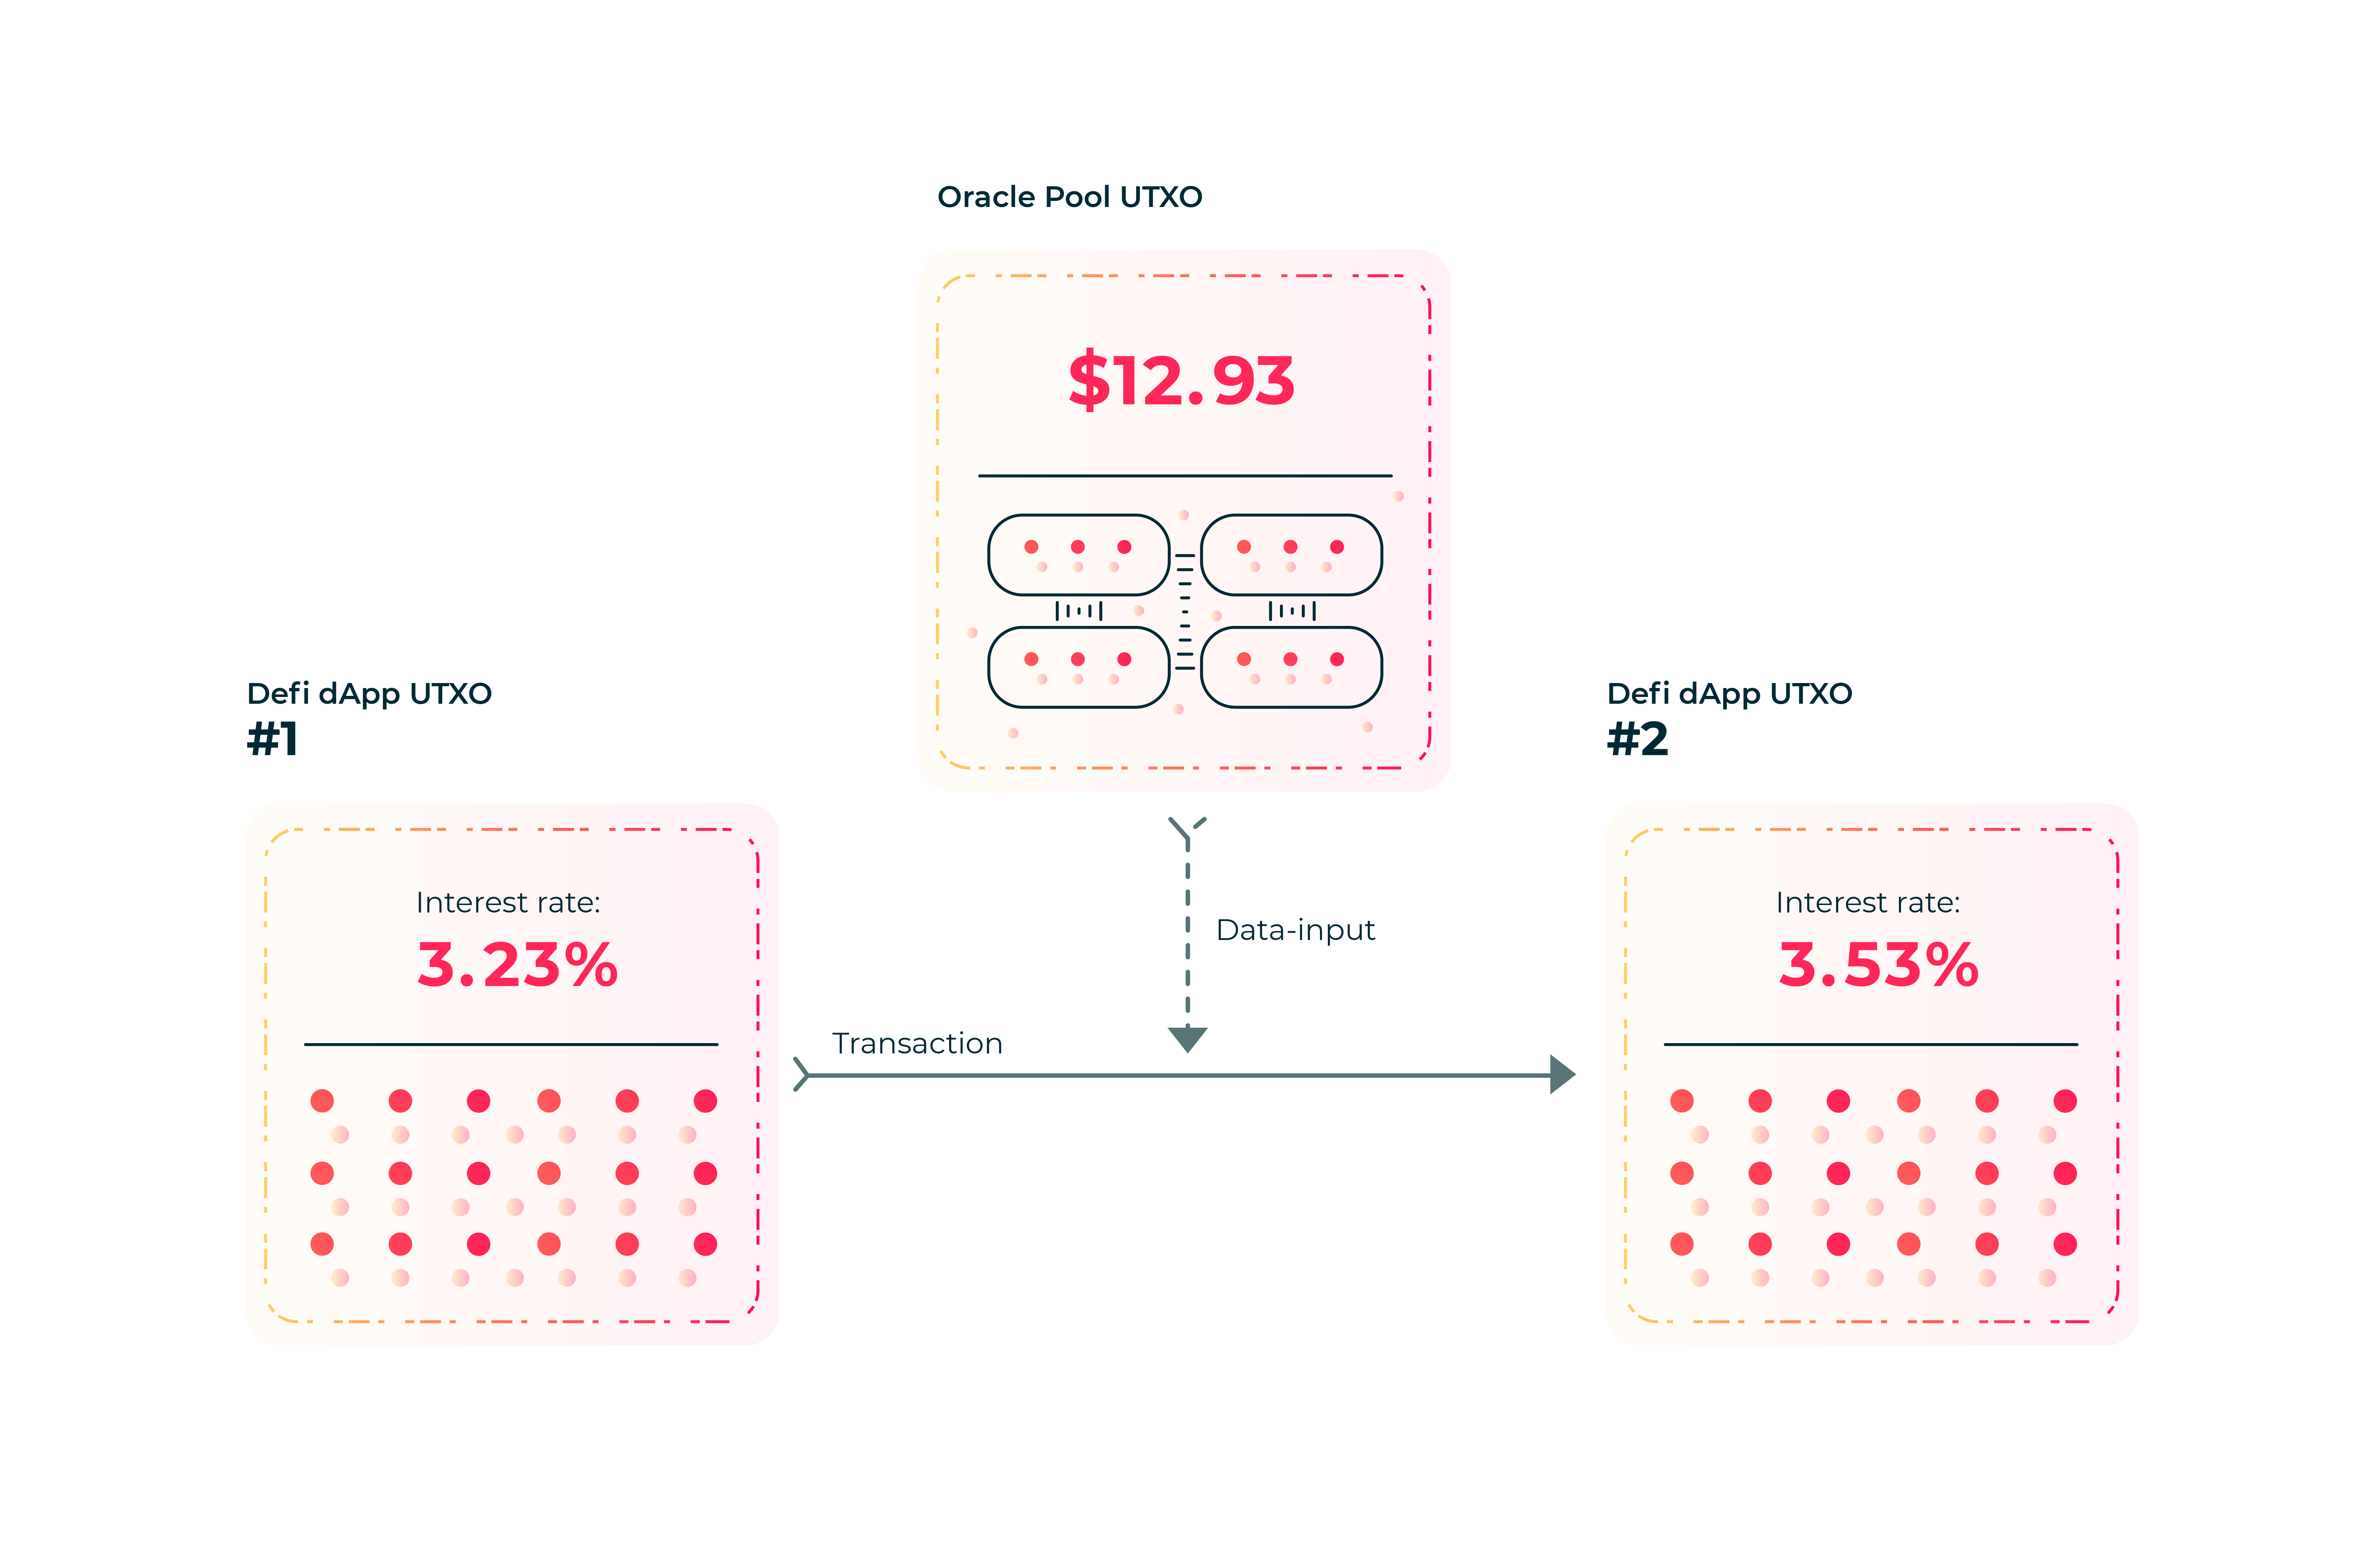 Oracle Pool UTXO
$12.93
Defi dApp UTXO
#1
Interest rate:
3.23%
Data-input
Transaction
Defi dApp UTXO
#2
Interest rate:
3.53%